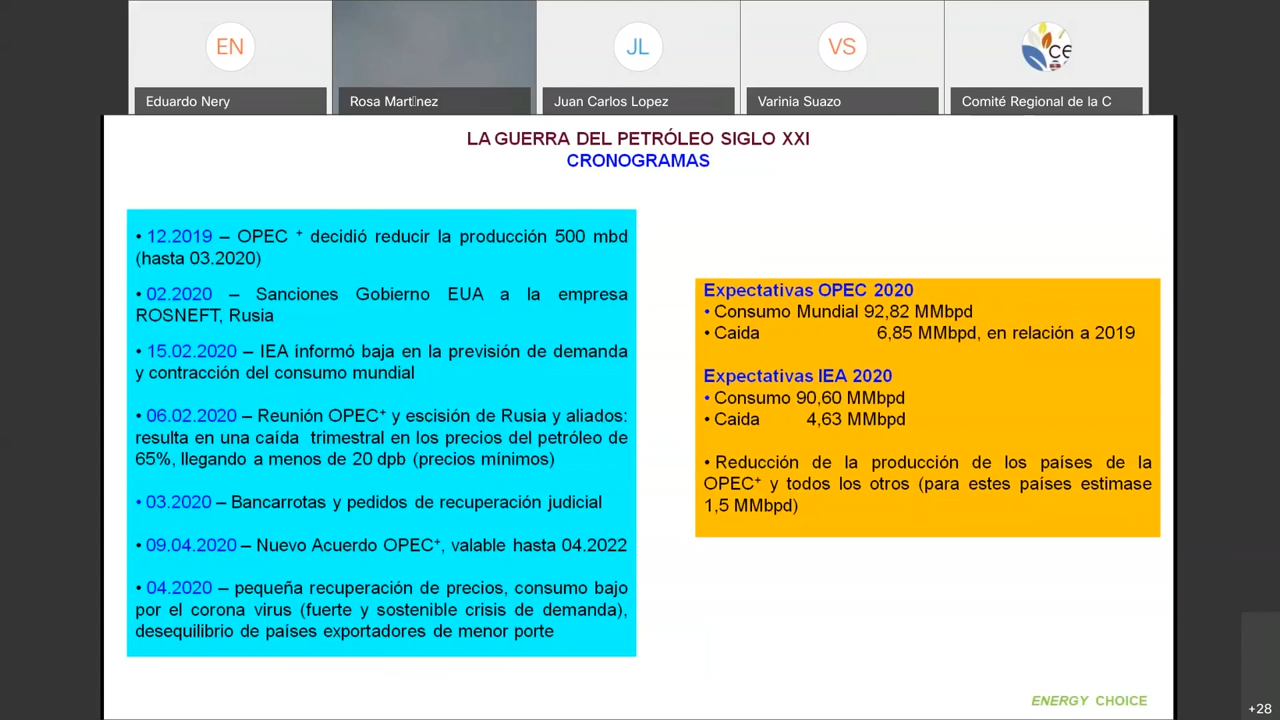 EN
JL
VS
CE
Eduardo Nery
Rosa Mart▯nez
Juan Carlos Lopez
Varinia Suazo
Comité Regional de la C
LA GUERRA DEL PETRÓLEO SIGLO XXI
CRONOGRAMAS
• 12.2019 – OPEC + decidió reducir la producción 500 mbd
(hasta 03.2020)
• 02.2020 – Sanciones Gobierno EUA a la empresa
ROSNEFT, Rusia
• 15.02.2020 – IEA informó baja en la previsión de demanda
y contracción del consumo mundial
• 06.02.2020 – Reunión OPEC+ y escisión de Rusia y aliados:
resulta en una caída trimestral en los precios del petróleo de
65%, llegando a menos de 20 dpb (precios mínimos)
• 03.2020 – Bancarrotas y pedidos de recuperación judicial
• 09.04.2020 – Nuevo Acuerdo OPEC+, valable hasta 04.2022
• 04.2020 – pequeña recuperación de precios, consumo bajo
por el corona virus (fuerte y sostenible crisis de demanda),
desequilibrio de países exportadores de menor porte
Expectativas OPEC 2020
• Consumo Mundial 92,82 MMbpd
• Caida 6,85 MMbpd, en relación a 2019
Expectativas IEA 2020
• Consumo 90,60 MMbpd
• Caida 4,63 MMbpd
• Reducción de la producción de los países de la
OPEC+ y todos los otros (para estes países estimase
1,5 MMbpd)
ENERGY CHOICE
+28